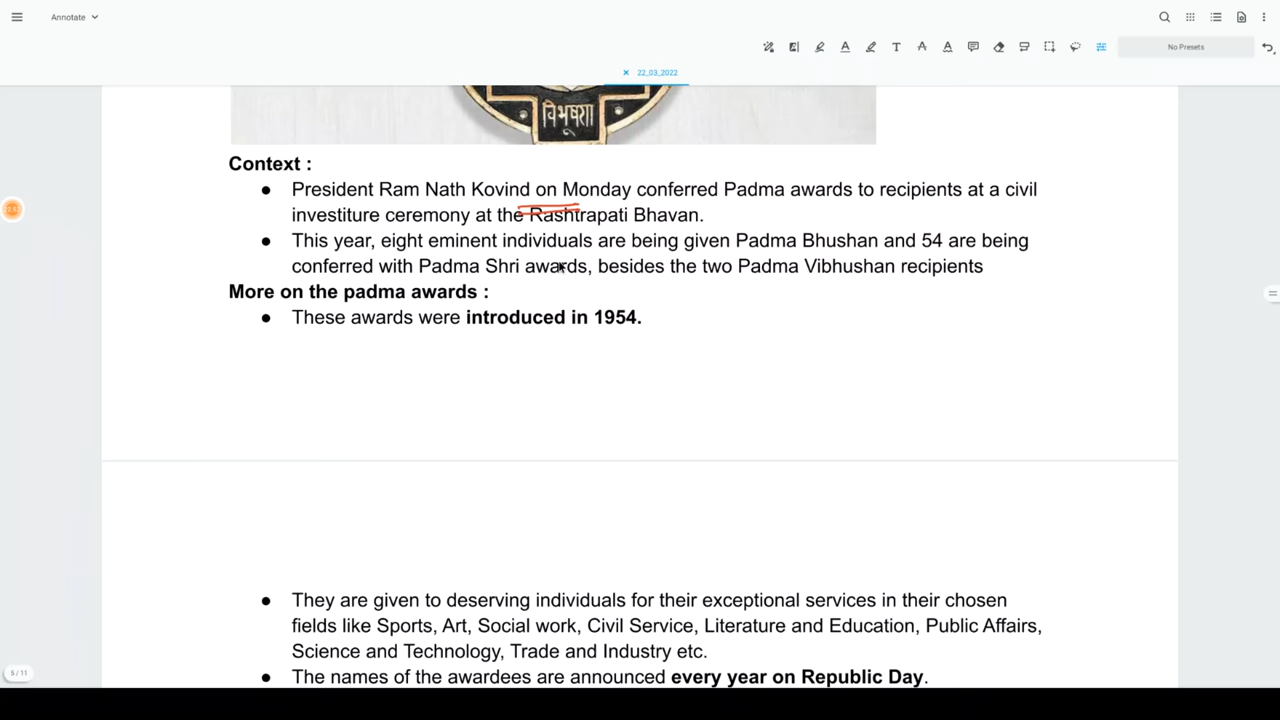 Annotate
No Presets
22_03_2022
विभूषण
Context :
● President Ram Nath Kovind on Monday conferred Padma awards to recipients at a civil
investiture ceremony at the Rashtrapati Bhavan.
● This year, eight eminent individuals are being given Padma Bhushan and 54 are being
conferred with Padma Shri awards, besides the two Padma Vibhushan recipients
More on the padma awards :
● These awards were introduced in 1954.
● They are given to deserving individuals for their exceptional services in their chosen
fields like Sports, Art, Social work, Civil Service, Literature and Education, Public Affairs,
Science and Technology, Trade and Industry etc.
5 / 11
● The names of the awardees are announced every year on Republic Day.